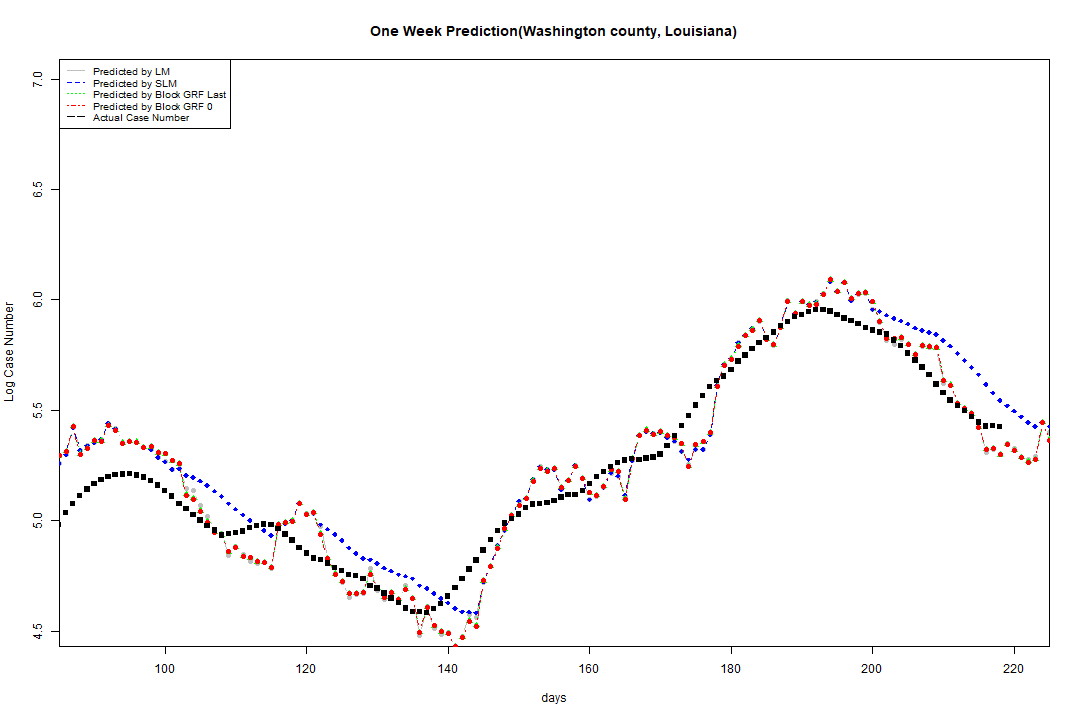 One Week Prediction(Washington county, Louisiana)
Predicted by LM
Predicted by SLM
Predicted by Block GRF Last
Predicted by Block GRF 0
Actual Case Number
Log Case Number
7.0
6.5
6.0
5.5
5.0
4.5
100 120 140 160 180 200 220
days